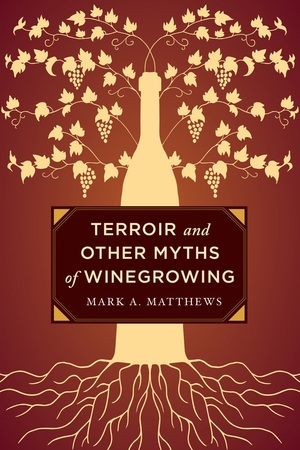 TERROIR and
OTHER MYTHS
of WINEGROWING
MARK A. MATTHEWS